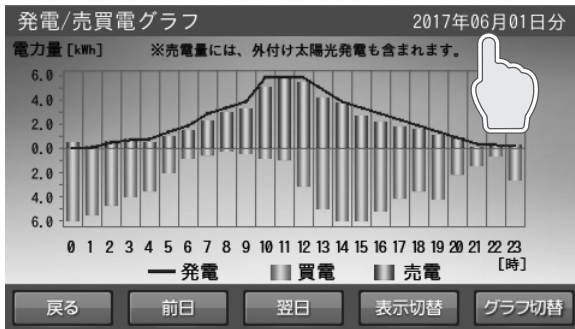 発電/売買電グラフ 2017年06月01日分
電力量[kWh] ※売電量には、外付け太陽光発電も含まれます。
6.0
4.0
2.0
0.0
2.0
4.0
6.0
0 1 2 3 4 5 6 7 8 9 10 11 12 13 14 15 16 17 18 19 20 21 22 23
[時]
発電 買電 売電
戻る 前日 翌日 表示切替 グラフ切替